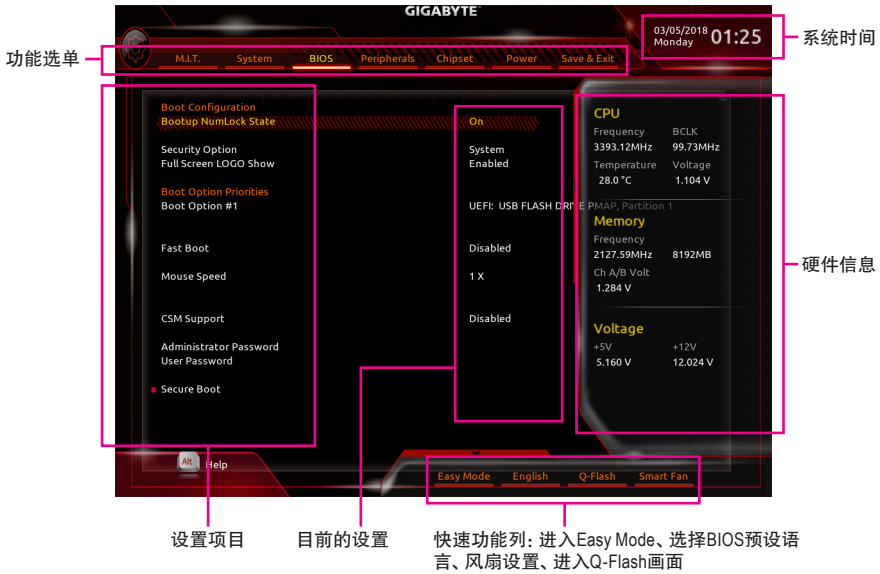 GIGABYTE™
03/05/2018
Monday 01:25
系统时间
功能选单
M.I.T. System BIOS Peripherals Chipset Power Save & Exit
Boot Configuration
Bootup NumLock State On
Security Option System
Full Screen LOGO Show Enabled
Boot Option Priorities
Boot Option #1 UEFI: USB FLASH DRIVE PMAP, Partition 1
Fast Boot Disabled
Mouse Speed 1 X
CSM Support Disabled
Administrator Password
User Password
Secure Boot
CPU
Frequency BCLK
3393.12MHz 99.73MHz
Temperature Voltage
28.0 °C 1.104 V
Memory
Frequency
2127.59MHz 8192MB
Ch A/B Volt
1.284 V
Voltage
+5V +12V
5.160 V 12.024 V
硬件信息
Alt Help
Easy Mode English Q-Flash Smart Fan
设置项目
目前的设置
快速功能列: 进入Easy Mode、选择BIOS预设语
言、风扇设置、进入Q-Flash画面